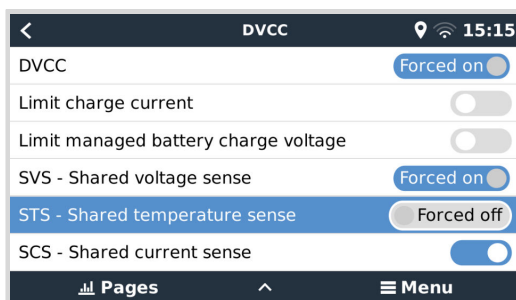 DVCC 15:15
DVCC Forced on
Limit charge current
Limit managed battery charge voltage
SVS - Shared voltage sense Forced on
STS - Shared temperature sense Forced off
SCS - Shared current sense
Pages Menu